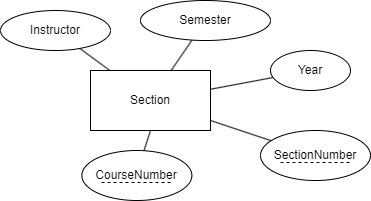 Semester
Instructor
Year
Section
SectionNumber
CourseNumber